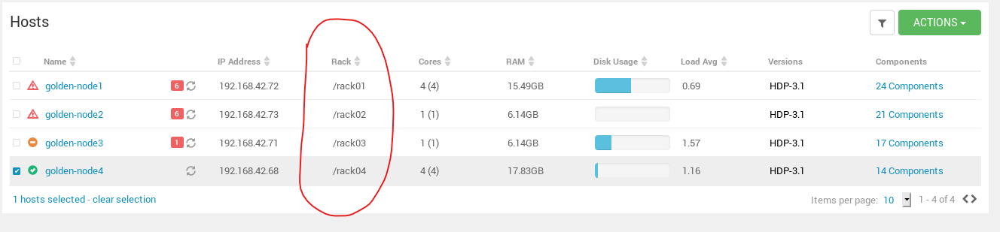 Hosts
ACTIONS
Name IP Address Rack Cores RAM Disk Usage Load Avg Versions Components
golden-node1 6 192.168.42.72 /rack01 4 (4) 15.49GB 0.69 HDP-3.1 24 Components
golden-node2 6 192.168.42.73 /rack02 1 (1) 6.14GB HDP-3.1 21 Components
golden-node3 1 192.168.42.71 /rack03 1 (1) 6.14GB 1.57 HDP-3.1 17 Components
golden-node4 192.168.42.68 /rack04 4 (4) 17.83GB 1.16 HDP-3.1 14 Components
1 hosts selected - clear selection Items per page: 10 1 - 4 of 4